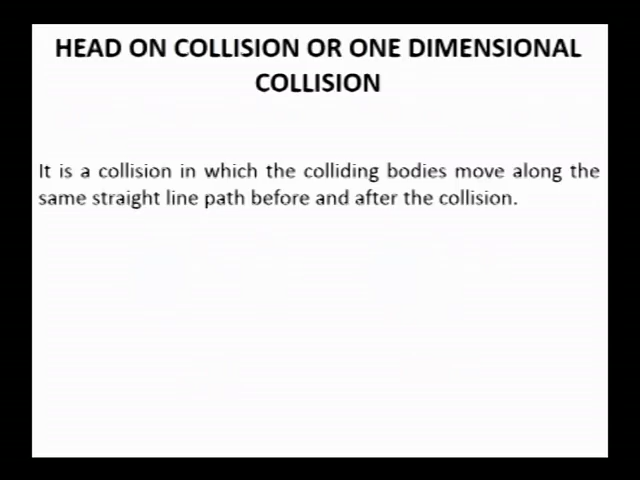 HEAD ON COLLISION OR ONE DIMENSIONAL
COLLISION
It is a collision in which the colliding bodies move along the
same straight line path before and after the collision.